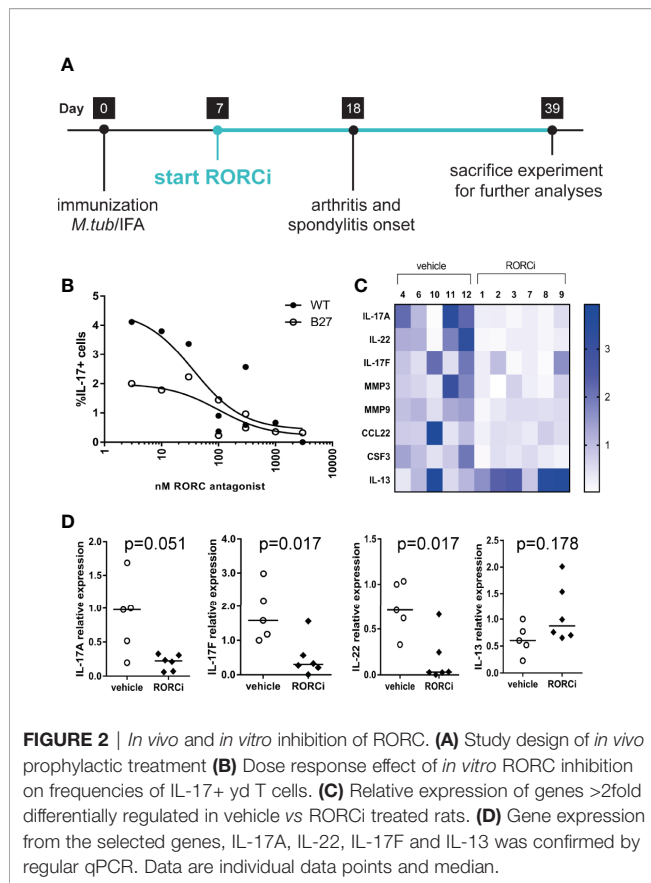 A
Day 0 7 18 39
start RORCi
immunization
M.tub/IFA
arthritis and
spondylitis onset
sacrifice experiment
for further analyses
B
5
4
3
2
1
0
%IL-17+ cells
WT
B27
1 10 100 1000 10000
nM RORC antagonist
C
vehicle RORCi
4 6 10 11 12 1 2 3 7 8 9
IL-17A
IL-22
IL-17F
MMP3
MMP9
CCL22
CSF3
IL-13
3
2
1
D
p=0.051
IL-17A relative expression
2.0
1.5
1.0
0.5
0.0
vehicle RORCi
p=0.017
IL-17F relative expression
4.0
3.0
2.0
1.0
0.0
vehicle RORCi
p=0.017
IL-22 relative expression
1.5
1.0
0.5
0.0
vehicle RORCi
p=0.178
IL-13 relative expression
2.5
2.0
1.5
1.0
0.5
0.0
vehicle RORCi
FIGURE 2 | In vivo and in vitro inhibition of RORC. (A) Study design of in vivo
prophylactic treatment (B) Dose response effect of in vitro RORC inhibition
on frequencies of IL-17+ yd T cells. (C) Relative expression of genes >2fold
differentially regulated in vehicle vs RORCi treated rats. (D) Gene expression
from the selected genes, IL-17A, IL-22, IL-17F and IL-13 was confirmed by
regular qPCR. Data are individual data points and median.